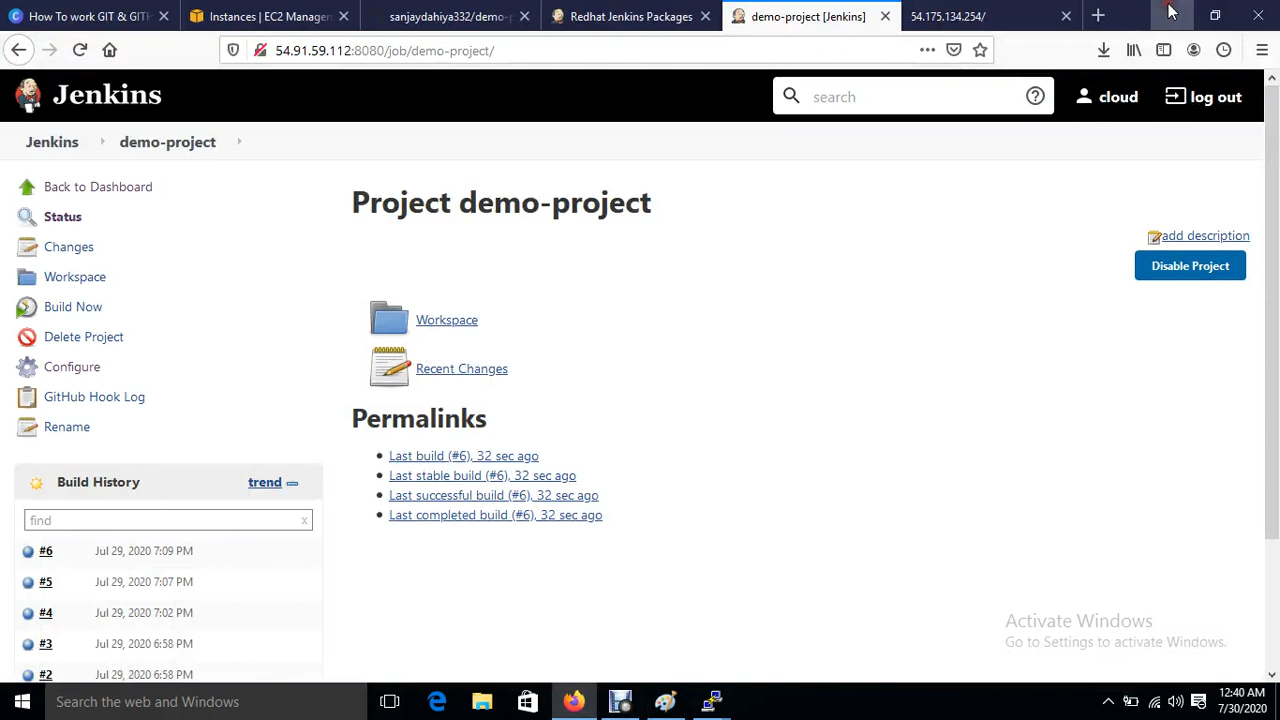 How to work GIT & GITH
Instances | EC2 Managem
sanjaydahiya332/demo-p
Redhat Jenkins Packages
demo-project [Jenkins]
54.175.134.254/
54.91.59.112:8080/job/demo-project/
Jenkins
search
cloud
log out
Jenkins
demo-project
Back to Dashboard
Status
Changes
Workspace
Build Now
Delete Project
Configure
GitHub Hook Log
Rename
Project demo-project
add description
Disable Project
Workspace
Recent Changes
Permalinks
Last build (#6), 32 sec ago
Last stable build (#6), 32 sec ago
Last successful build (#6), 32 sec ago
Last completed build (#6), 32 sec ago
Build History
trend
find
x
#6 Jul 29, 2020 7:09 PM
#5 Jul 29, 2020 7:07 PM
#4 Jul 29, 2020 7:02 PM
#3 Jul 29, 2020 6:58 PM
#2 Jul 29, 2020 6:58 PM
Activate Windows
Go to Settings to activate Windows.
Search the web and Windows
12:40 AM
7/30/2020